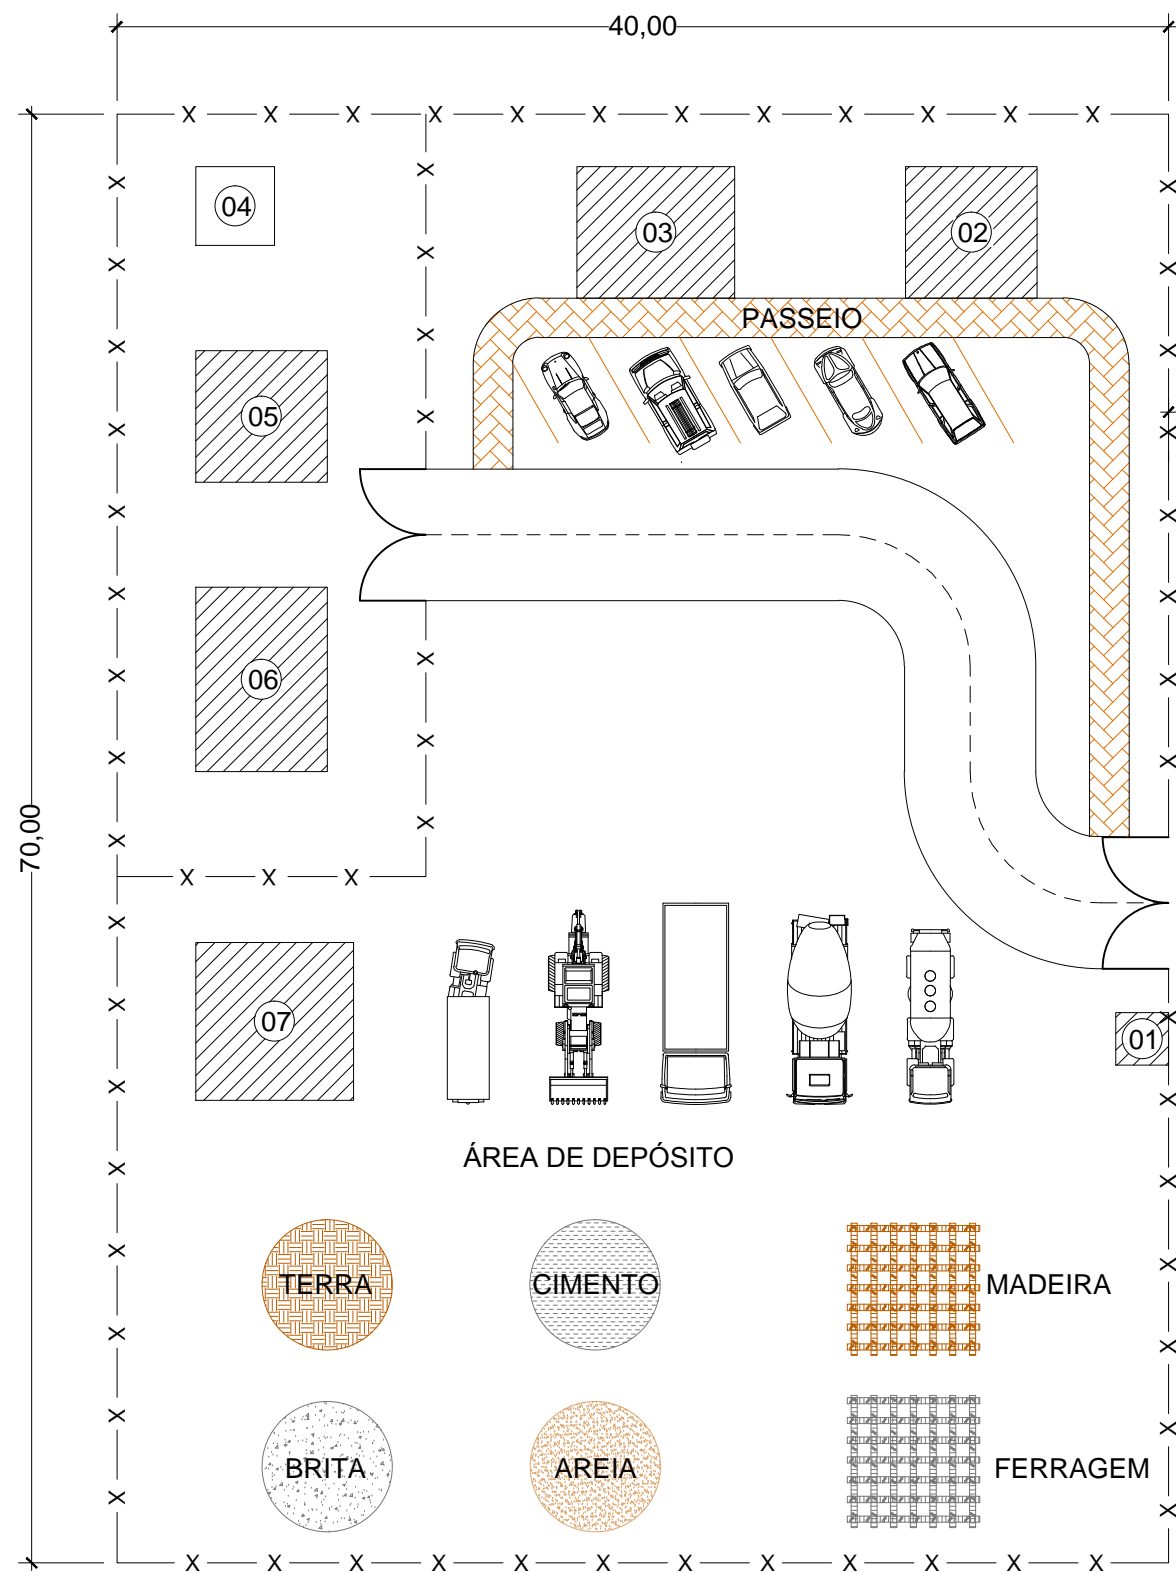 40,00
X X X X X X X X X X X X
04
03
02
PASSEIO
05
06
70,00
X X X
07
01
ÁREA DE DEPÓSITO
TERRA
CIMENTO
MADEIRA
BRITA
AREIA
FERRAGEM
X X X X X X X X X X X X